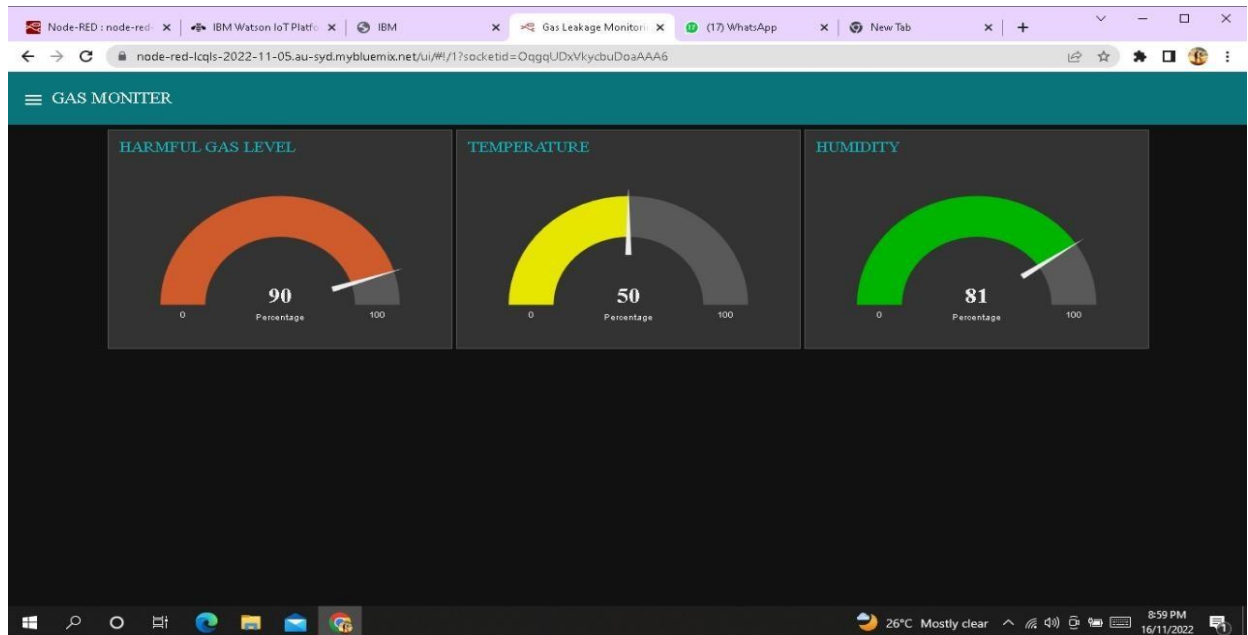 Node-RED : node-red-
IBM Watson IoT Platfo
IBM
Gas Leakage Monitori
(17) WhatsApp
New Tab
node-red-lcqls-2022-11-05.au-syd.mybluemix.net/ui/#!/1?socketid=OqgqUDxVkycbuDoaAAA6
GAS MONITER
HARMFUL GAS LEVEL
90
Percentage
0
100
TEMPERATURE
50
Percentage
0
100
HUMIDITY
81
Percentage
0
100
26°C Mostly clear
8:59 PM
16/11/2022